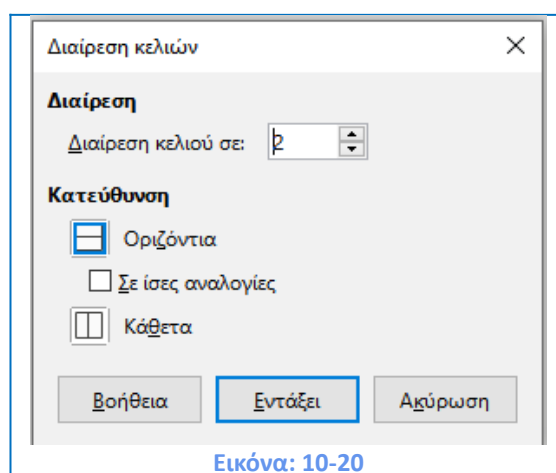 Διαίρεση κελιών
Διαίρεση
Διαίρεση κελιού σε: 2
Κατεύθυνση
Οριζόντια
Σε ίσες αναλογίες
Κάθετα
Βοήθεια Εντάξει Ακύρωση
Εικόνα: 10-20